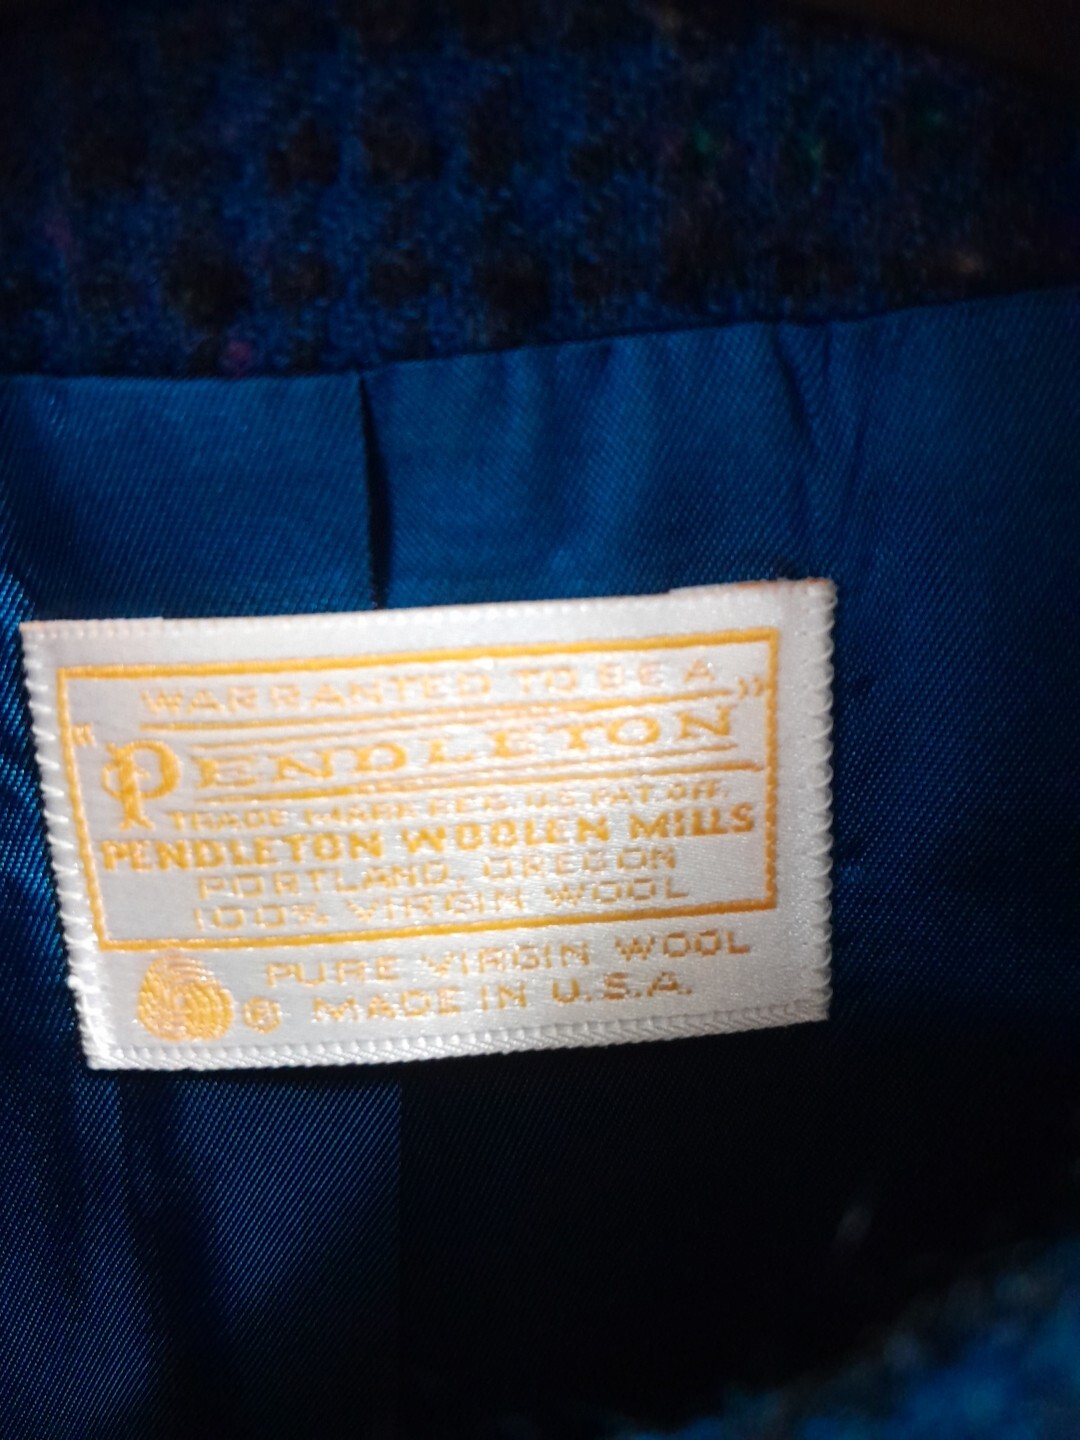 WARRANTED TO BE A
"PENDLETON"
TRADE MARK REG. U.S. PAT. OFF.
PENDLETON WOOLEN MILLS
PORTLAND, OREGON
100% VIRGIN WOOL
PURE VIRGIN WOOL
® MADE IN U.S.A.